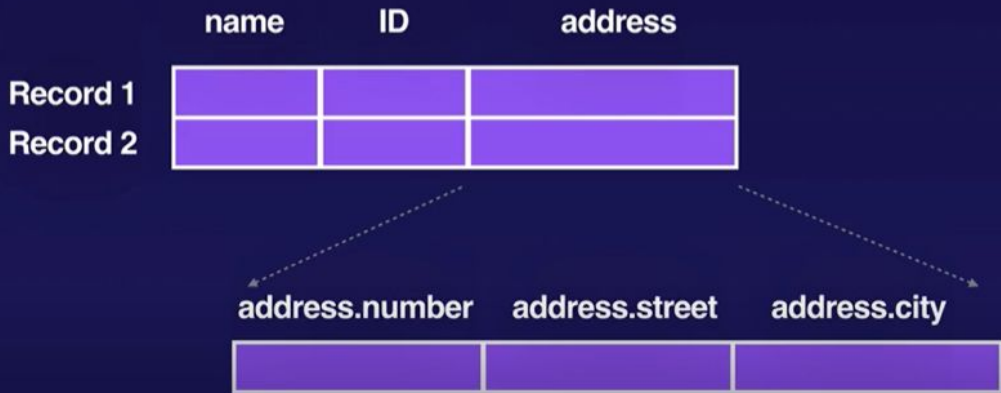 name ID address
Record 1
Record 2
address.number address.street address.city